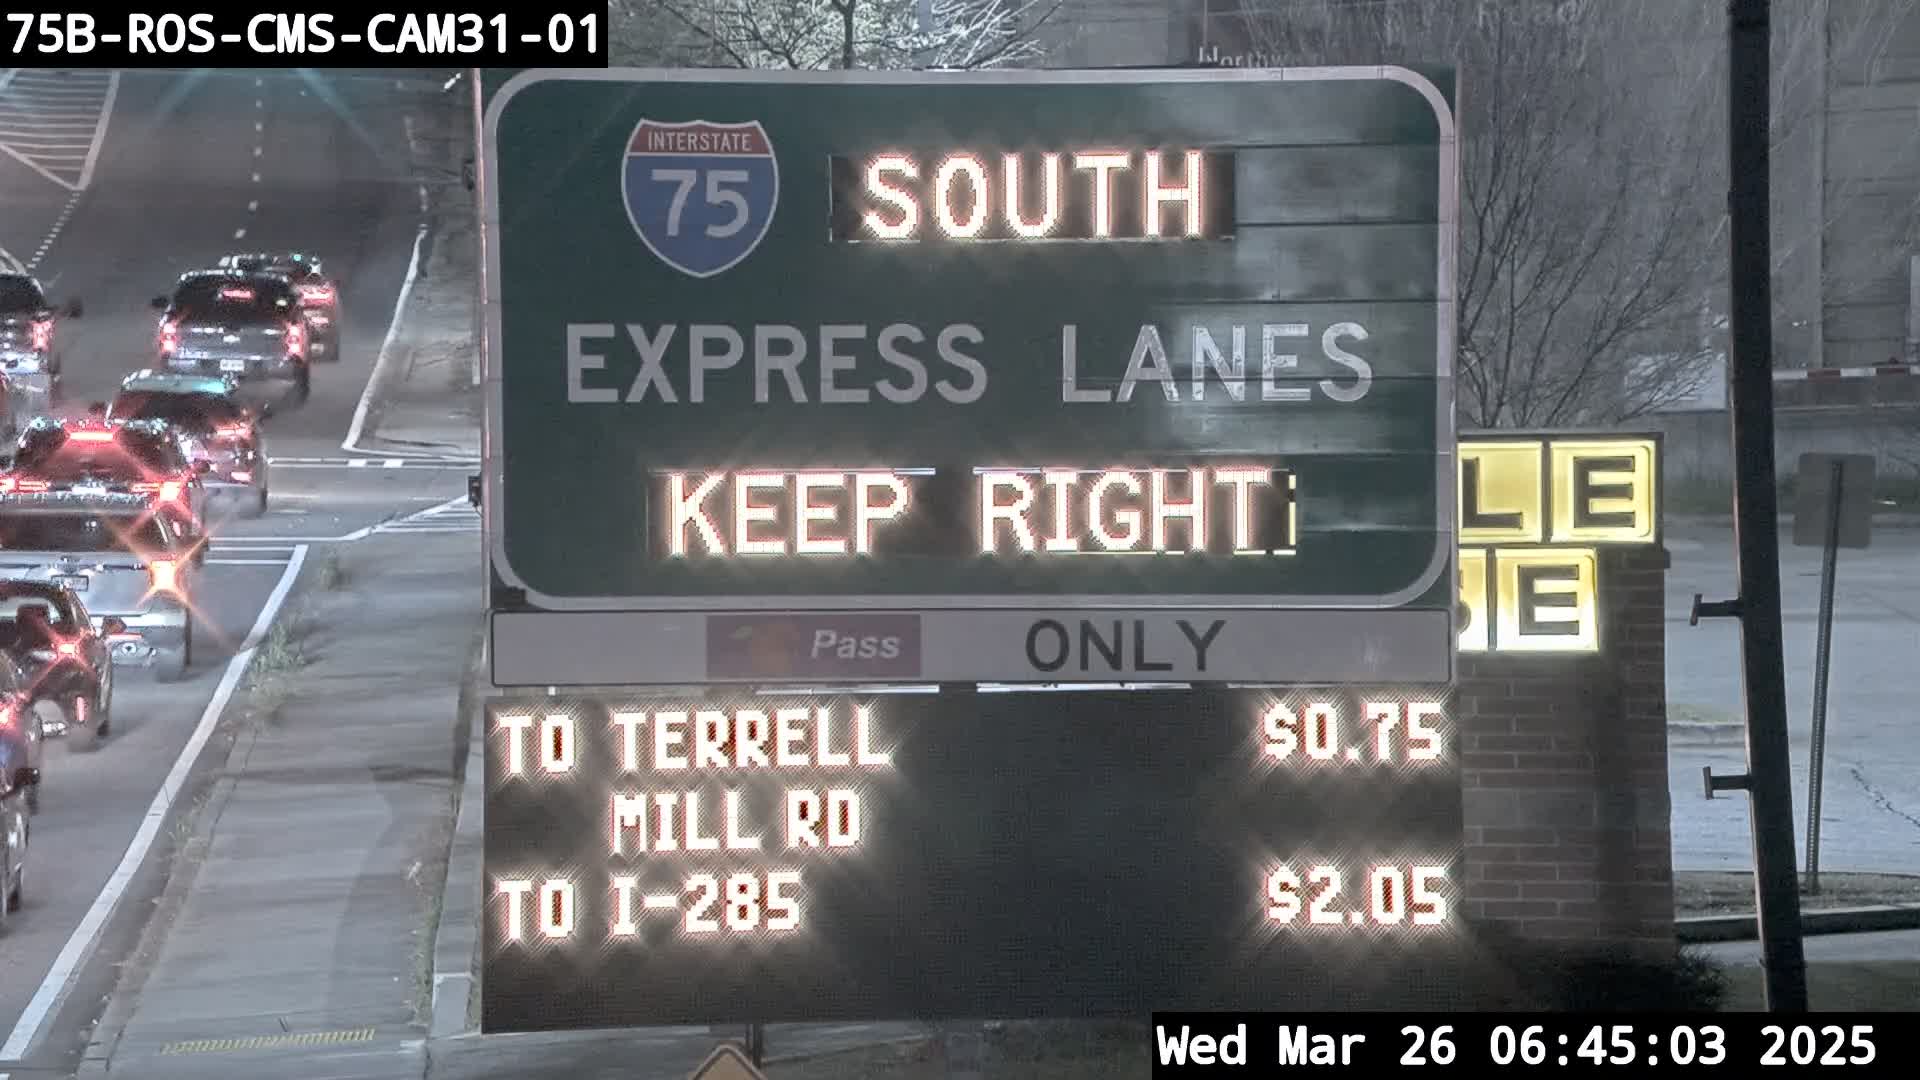 75B-ROS-CMS-CAM31-01
INTERSTATE
75
SOUTH
EXPRESS LANES
KEEP RIGHT
Pass ONLY
TO TERRELL $0.75
MILL RD
TO I-285 $2.05
LE
E
Wed Mar 26 06:45:03 2025